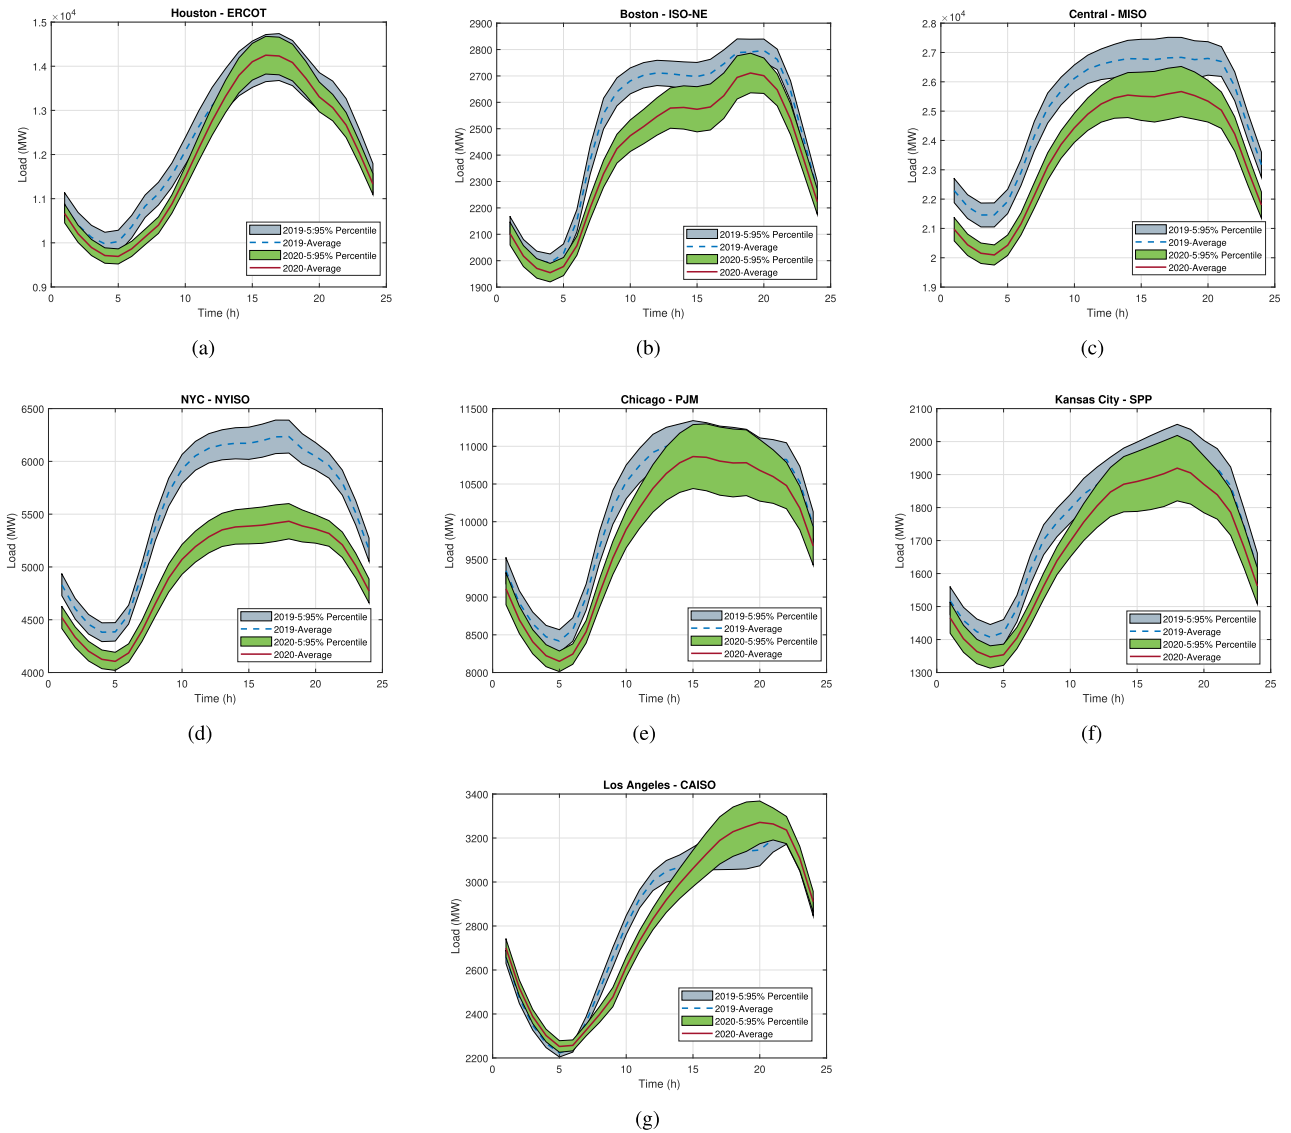 Houston - ERCOT
×10⁴
1.5
1.4
1.3
1.2
1.1
1
0.9
Load (MW)
0 5 10 15 20 25
Time (h)
2019-5:95% Percentile
2019-Average
2020-5:95% Percentile
2020-Average
(a)
Boston - ISO-NE
2900
2800
2700
2600
2500
2400
2300
2200
2100
2000
1900
Load (MW)
0 5 10 15 20 25
Time (h)
2019-5:95% Percentile
2019-Average
2020-5:95% Percentile
2020-Average
(b)
Central - MISO
×10⁴
2.8
2.7
2.6
2.5
2.4
2.3
2.2
2.1
2
1.9
Load (MW)
0 5 10 15 20 25
Time (h)
2019-5:95% Percentile
2019-Average
2020-5:95% Percentile
2020-Average
(c)
NYC - NYISO
6500
6000
5500
5000
4500
4000
Load (MW)
0 5 10 15 20 25
Time (h)
2019-5:95% Percentile
2019-Average
2020-5:95% Percentile
2020-Average
(d)
Chicago - PJM
11500
11000
10500
10000
9500
9000
8500
8000
Load (MW)
0 5 10 15 20 25
Time (h)
2019-5:95% Percentile
2019-Average
2020-5:95% Percentile
2020-Average
(e)
Kansas City - SPP
2100
2000
1900
1800
1700
1600
1500
1400
1300
Load (MW)
0 5 10 15 20 25
Time (h)
2019-5:95% Percentile
2019-Average
2020-5:95% Percentile
2020-Average
(f)
Los Angeles - CAISO
3400
3200
3000
2800
2600
2400
2200
Load (MW)
0 5 10 15 20 25
Time (h)
2019-5:95% Percentile
2019-Average
2020-5:95% Percentile
2020-Average
(g)